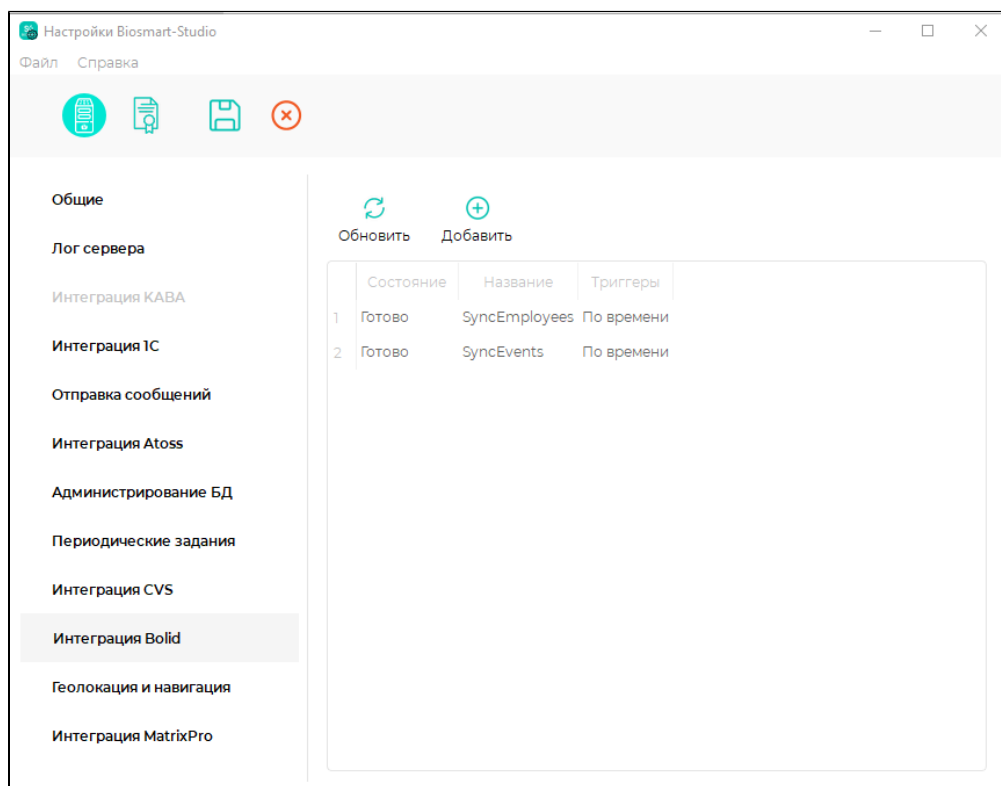 Настройки Biosmart-Studio
Файл Справка
Общие
Лог сервера
Интеграция KABA
Интеграция 1С
Отправка сообщений
Интеграция Atoss
Администрирование БД
Периодические задания
Интеграция CVS
Интеграция Bolid
Геолокация и навигация
Интеграция MatrixPro
Обновить Добавить
Состояние Название Триггеры
1 Готово SyncEmployees По времени
2 Готово SyncEvents По времени